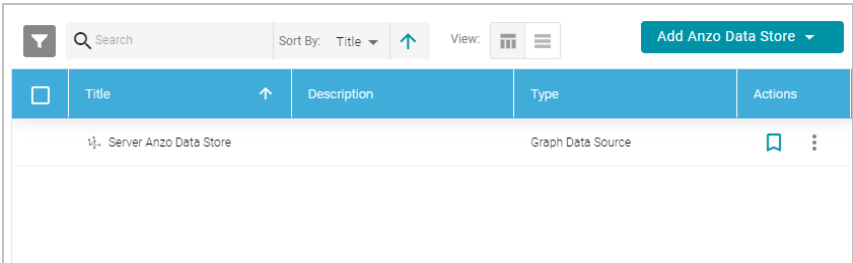 Search Sort By: Title View: Add Anzo Data Store
Title Description Type Actions
Server Anzo Data Store Graph Data Source